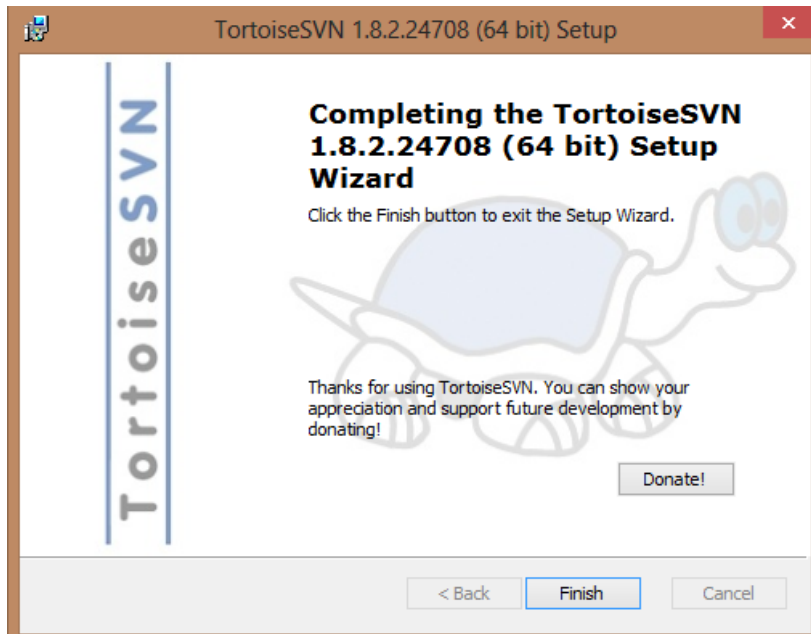 TortoiseSVN 1.8.2.24708 (64 bit) Setup
TortoiseSVN
Completing the TortoiseSVN
1.8.2.24708 (64 bit) Setup
Wizard
Click the Finish button to exit the Setup Wizard.
Thanks for using TortoiseSVN. You can show your
appreciation and support future development by
donating!
Donate!
< Back
Finish
Cancel